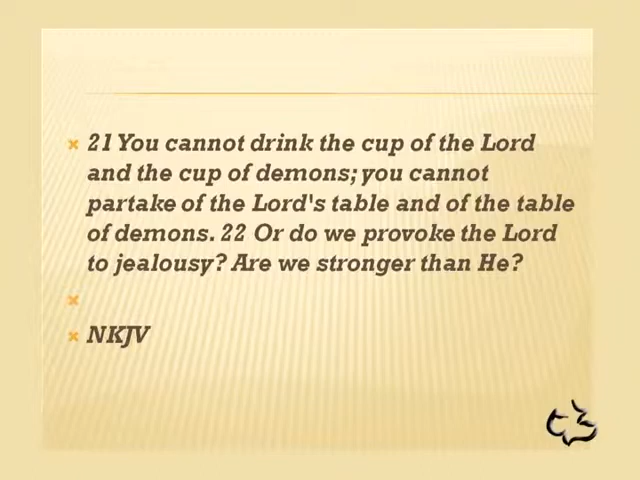 21 You cannot drink the cup of the Lord
and the cup of demons; you cannot
partake of the Lord's table and of the table
of demons. 22 Or do we provoke the Lord
to jealousy? Are we stronger than He?
NKJV